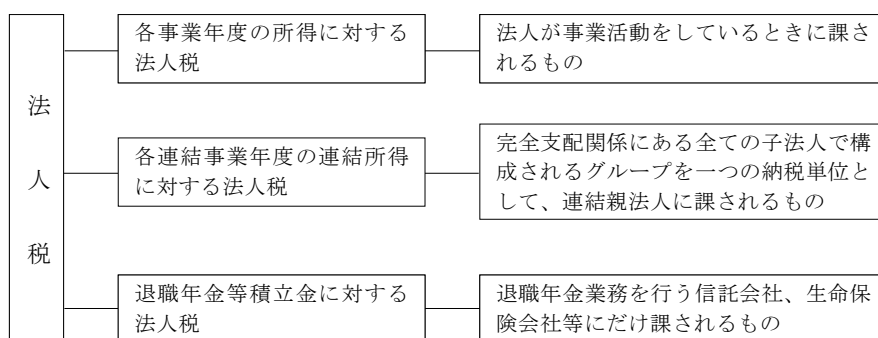 法人税
各事業年度の所得に対する
法人税
法人が事業活動をしているときに課さ
れるもの
各連結事業年度の連結所得
に対する法人税
完全支配関係にある全ての子法人で構
成されるグループを一つの納税単位と
して、連結親法人に課されるもの
退職年金等積立金に対する
法人税
退職年金業務を行う信託会社、生命保
険会社等にだけ課されるもの